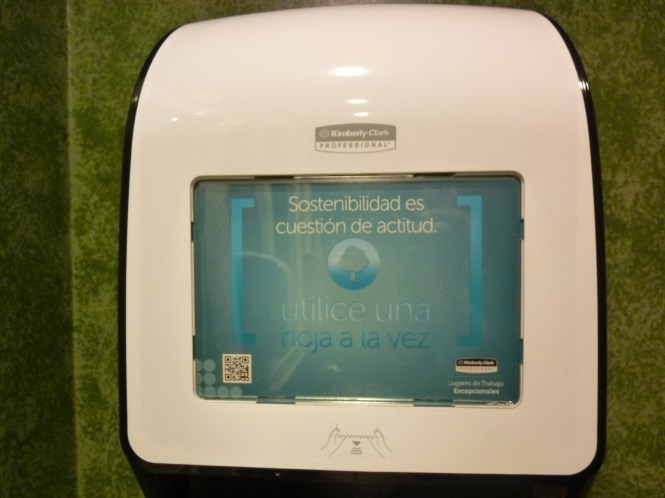 Kimberly-Clark
PROFESSIONAL*
Sostenibilidad es
cuestión de actitud.
utilice una
hoja a la vez
Kimberly-Clark
PROFESSIONAL
Lugares de Trabajo
Excepcionales